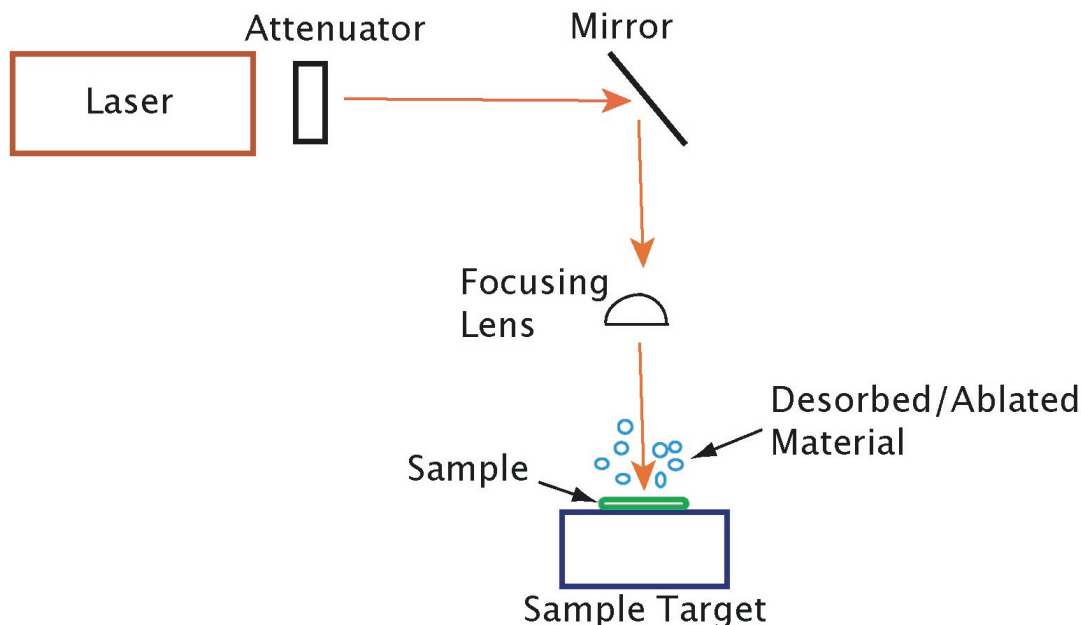 Attenuator
Mirror
Laser
Focusing
Lens
Desorbed/Ablated
Material
Sample
Sample Target